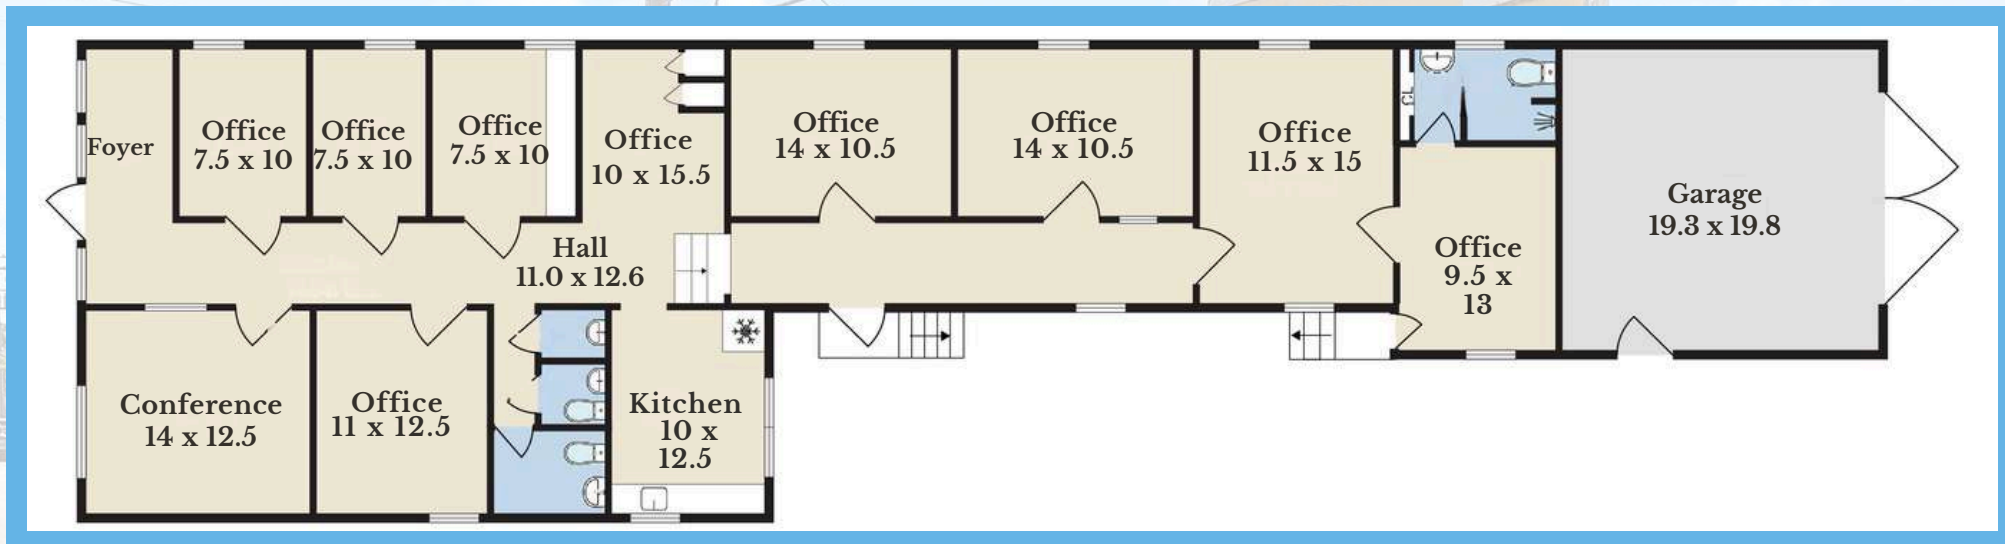 Foyer
Office
7.5 x 10
Office
7.5 x 10
Office
7.5 x 10
Office
10 x 15.5
Office
14 x 10.5
Office
14 x 10.5
Office
11.5 x 15
CL
Office
9.5 x
13
Garage
19.3 x 19.8
Hall
11.0 x 12.6
Conference
14 x 12.5
Office
11 x 12.5
Kitchen
10 x
12.5